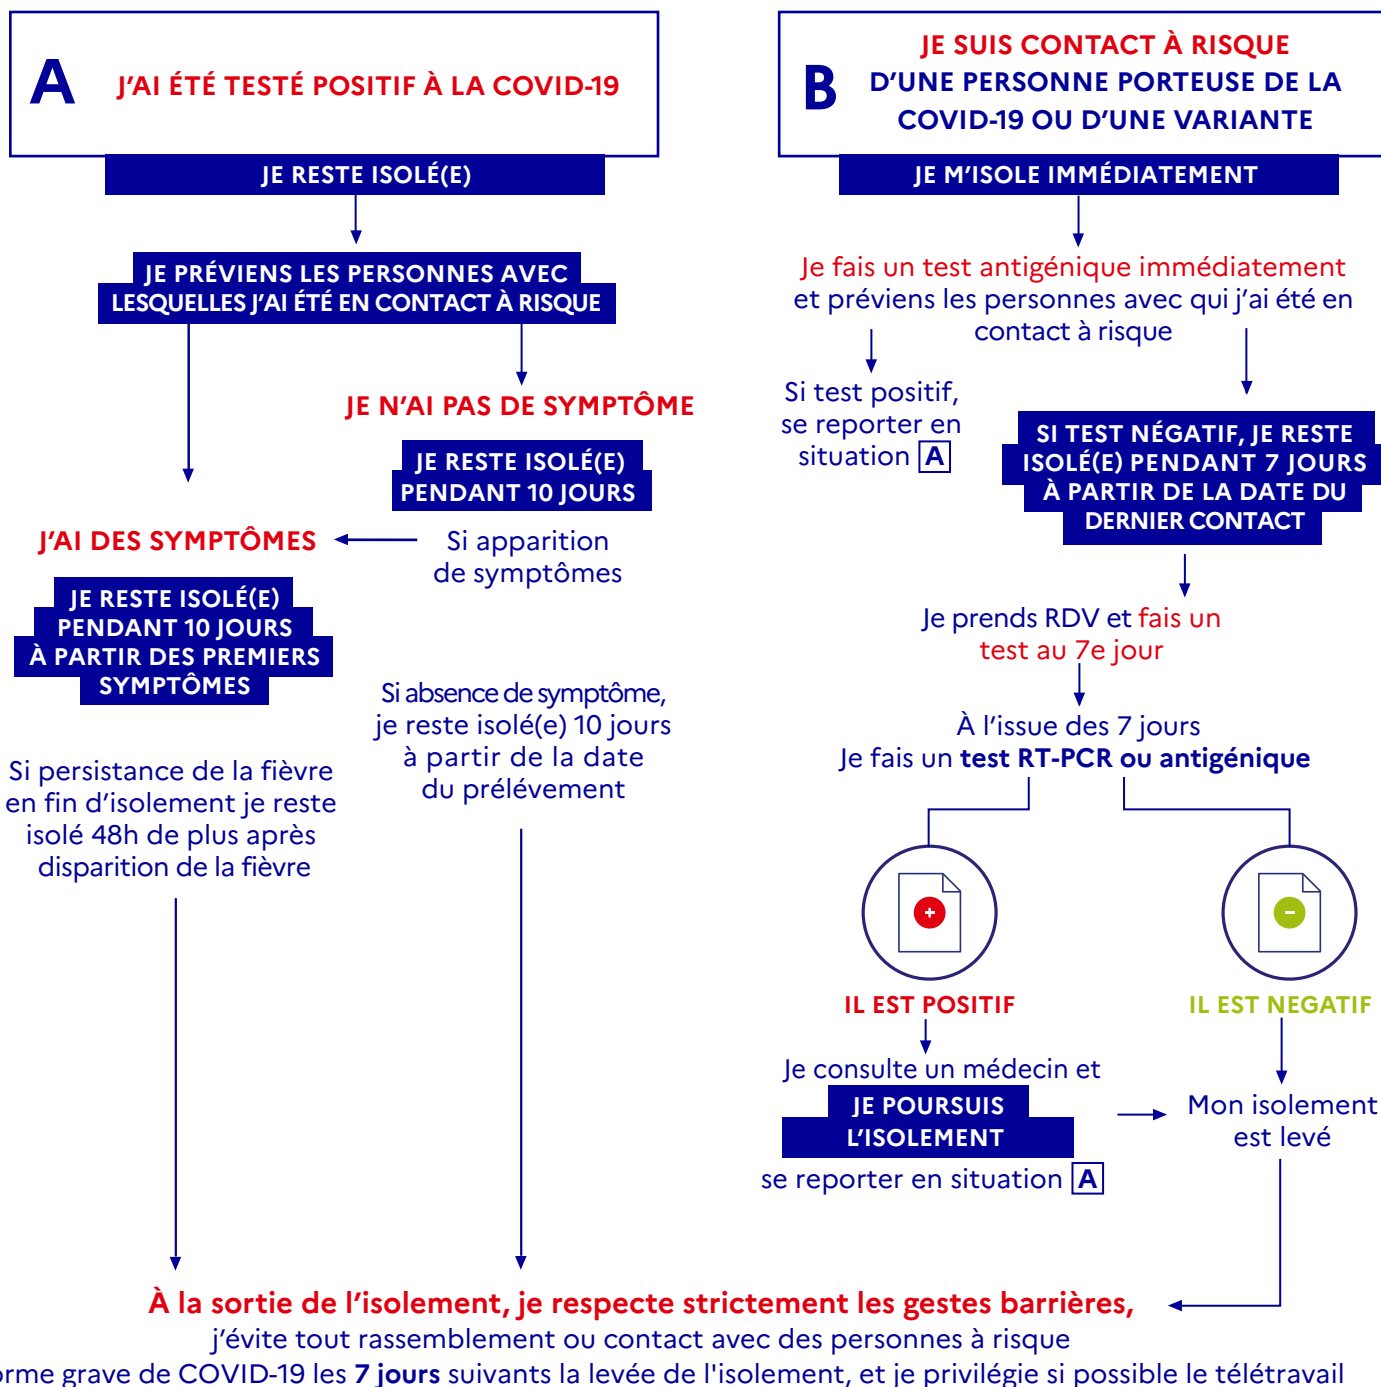 A
J'AI ÉTÉ TESTÉ POSITIF À LA COVID-19
JE RESTE ISOLÉ(E)
JE PRÉVIENS LES PERSONNES AVEC
LESQUELLES J'AI ÉTÉ EN CONTACT À RISQUE
JE N'AI PAS DE SYMPTÔME
JE RESTE ISOLÉ(E)
PENDANT 10 JOURS
Si apparition
de symptômes
J'AI DES SYMPTÔMES
JE RESTE ISOLÉ(E)
PENDANT 10 JOURS
À PARTIR DES PREMIERS
SYMPTÔMES
Si absence de symptôme,
je reste isolé(e) 10 jours
à partir de la date
du prélévement
Si persistance de la fièvre
en fin d'isolement je reste
isolé 48h de plus après
disparition de la fièvre
B
JE SUIS CONTACT À RISQUE
D'UNE PERSONNE PORTEUSE DE LA
COVID-19 OU D'UNE VARIANTE
JE M'ISOLE IMMÉDIATEMENT
Je fais un test antigénique immédiatement
et préviens les personnes avec qui j'ai été en
contact à risque
Si test positif,
se reporter en
situation A
SI TEST NÉGATIF, JE RESTE
ISOLÉ(E) PENDANT 7 JOURS
À PARTIR DE LA DATE DU
DERNIER CONTACT
Je prends RDV et fais un
test au 7e jour
À l'issue des 7 jours
Je fais un test RT-PCR ou antigénique
+
-
IL EST POSITIF
IL EST NEGATIF
Je consulte un médecin et
JE POURSUIS
L'ISOLEMENT
se reporter en situation A
Mon isolement
est levé
À la sortie de l'isolement, je respecte strictement les gestes barrières,
j'évite tout rassemblement ou contact avec des personnes à risque
orme grave de COVID-19 les 7 jours suivants la levée de l'isolement, et je privilégie si possible le télétravail